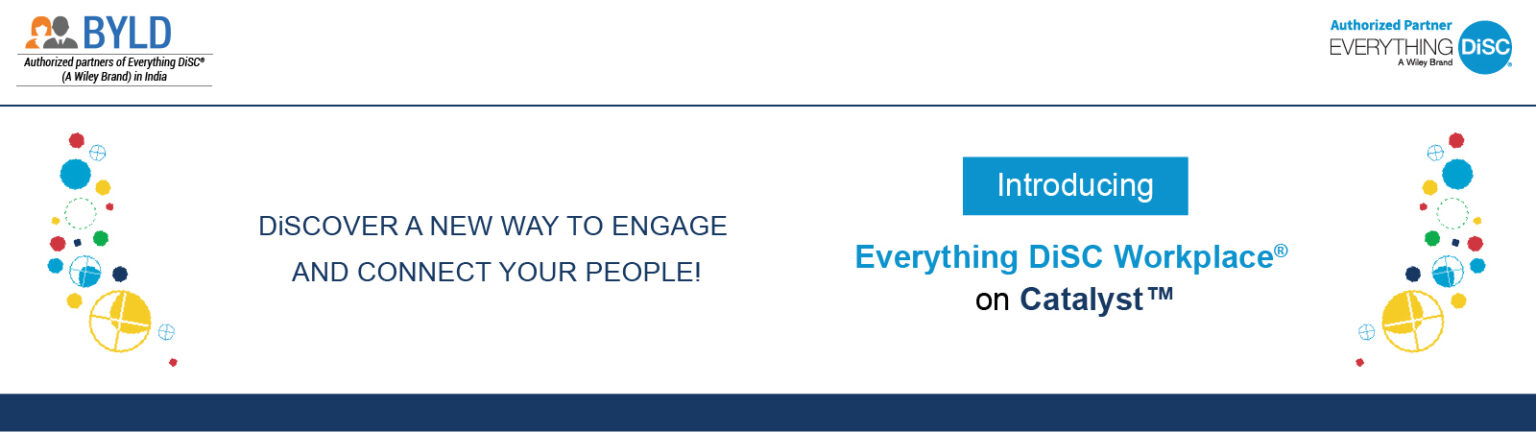 BYLD
Authorized partners of Everything DiSC®
(A Wiley Brand) in India
Authorized Partner
EVERYTHING DiSC®
A Wiley Brand
DiSCOVER A NEW WAY TO ENGAGE
AND CONNECT YOUR PEOPLE!
Introducing
Everything DiSC Workplace®
on Catalyst™